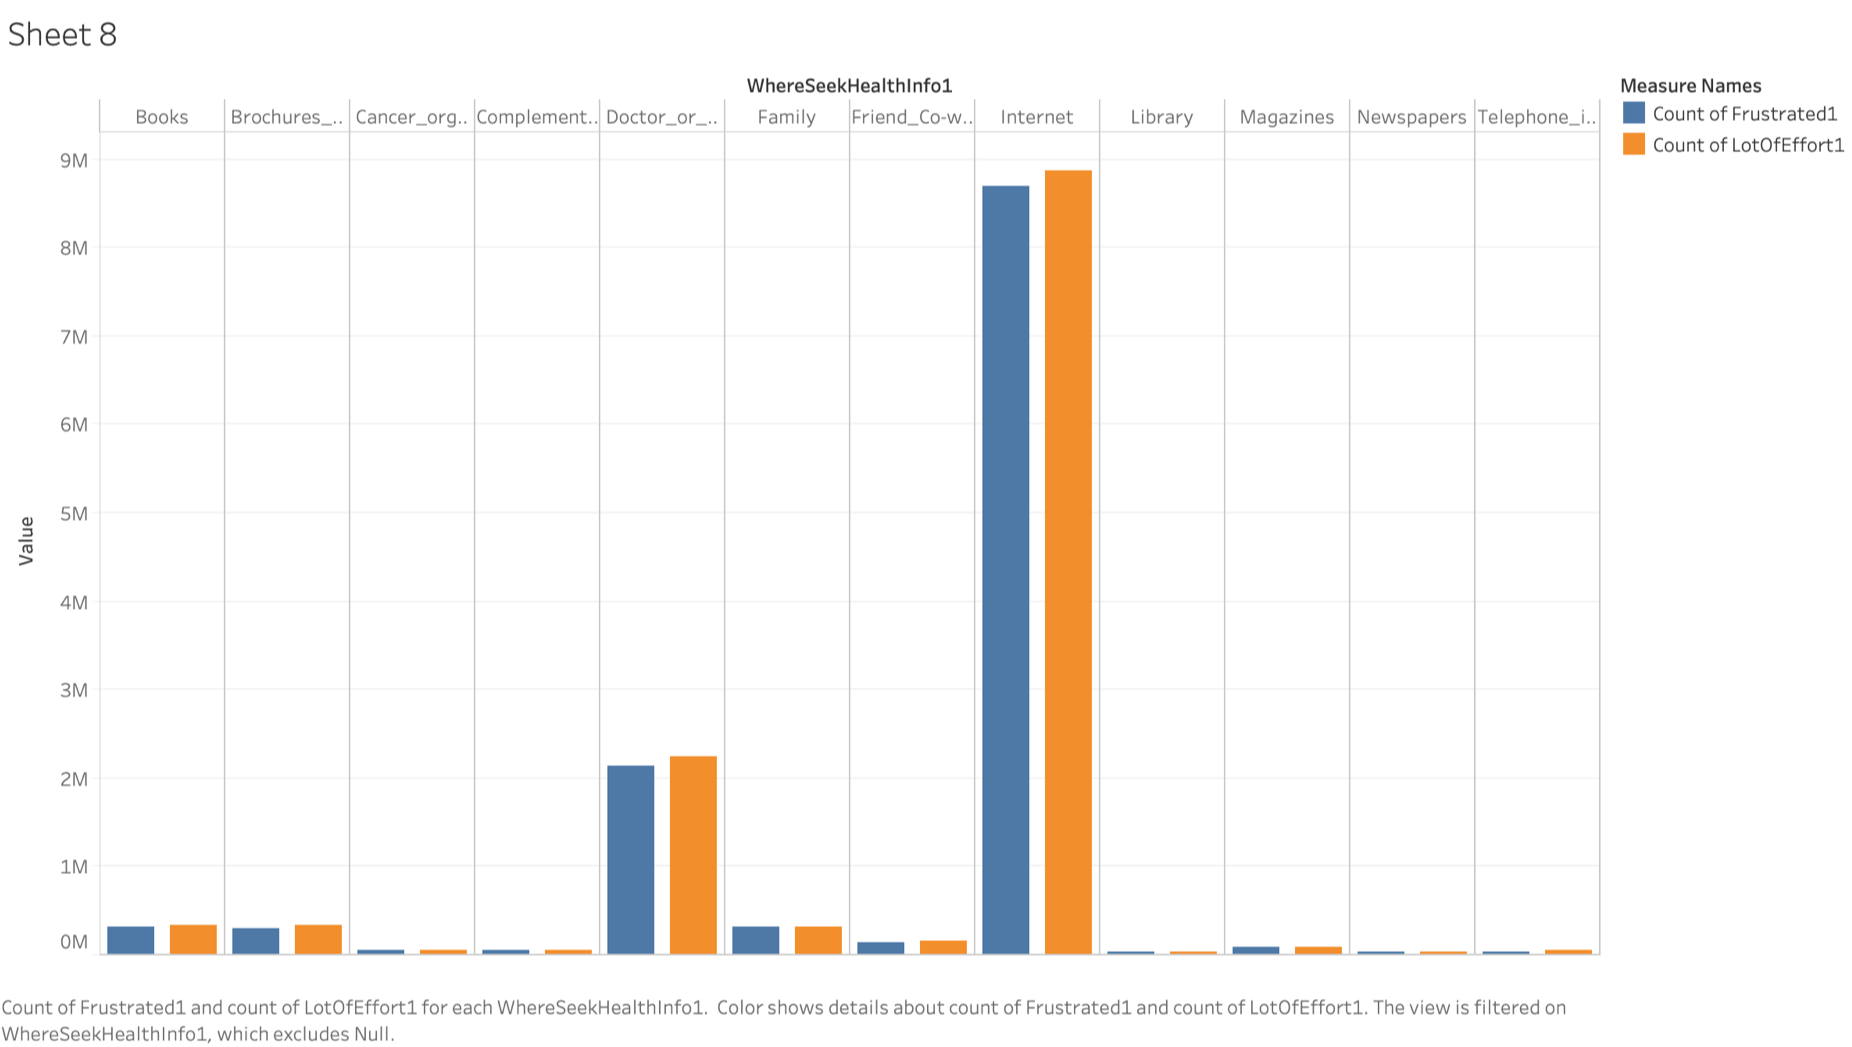 Sheet 8
WhereSeekHealthInfo1
Books Brochures_.. Cancer_org.. Complement.. Doctor_or_.. Family Friend_Co-w.. Internet Library Magazines Newspapers Telephone_i..
Measure Names
Count of Frustrated1
Count of LotOfEffort1
9M
8M
7M
6M
5M
4M
3M
2M
1M
0M
Value
Count of Frustrated1 and count of LotOfEffort1 for each WhereSeekHealthInfo1.  Color shows details about count of Frustrated1 and count of LotOfEffort1. The view is filtered on
WhereSeekHealthInfo1, which excludes Null.